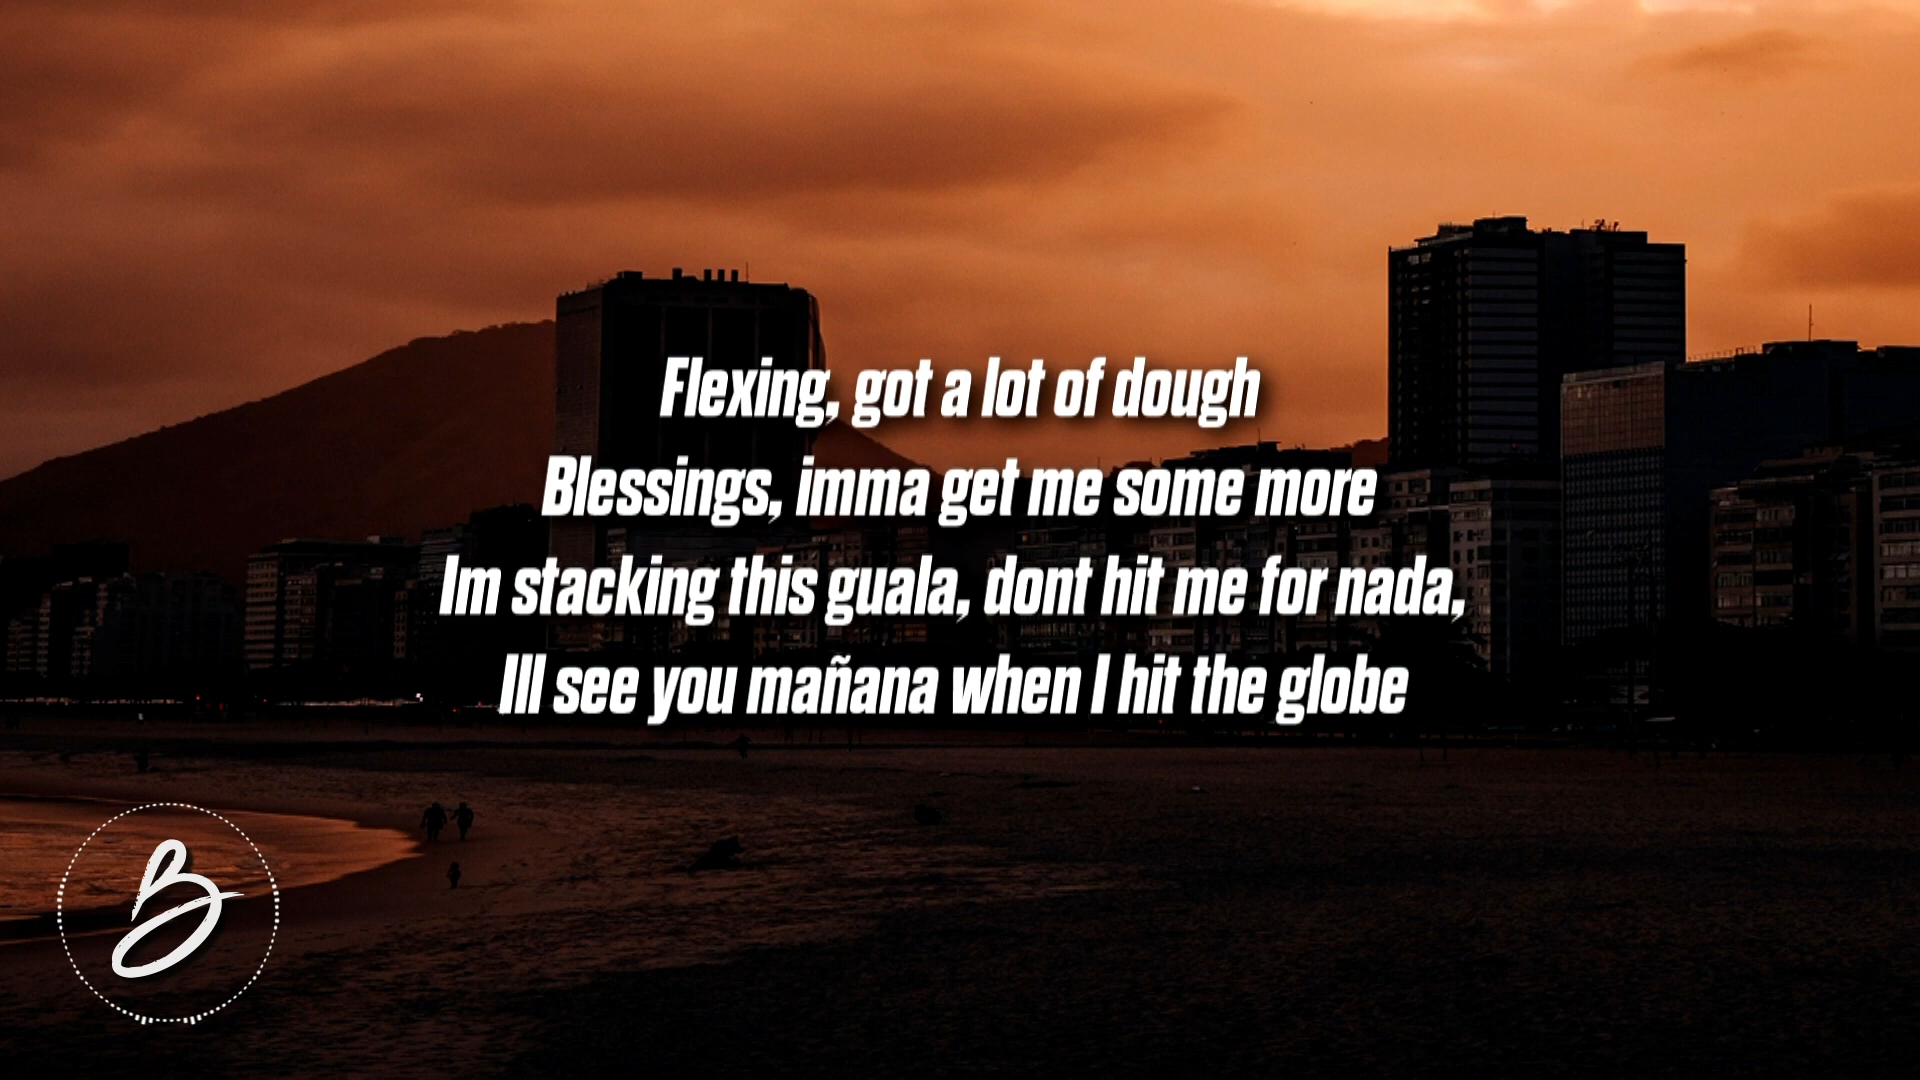 Flexing, got a lot of dough
Blessings, imma get me some more
Im stacking this guala, dont hit me for nada,
Ill see you mañana when I hit the globe
B